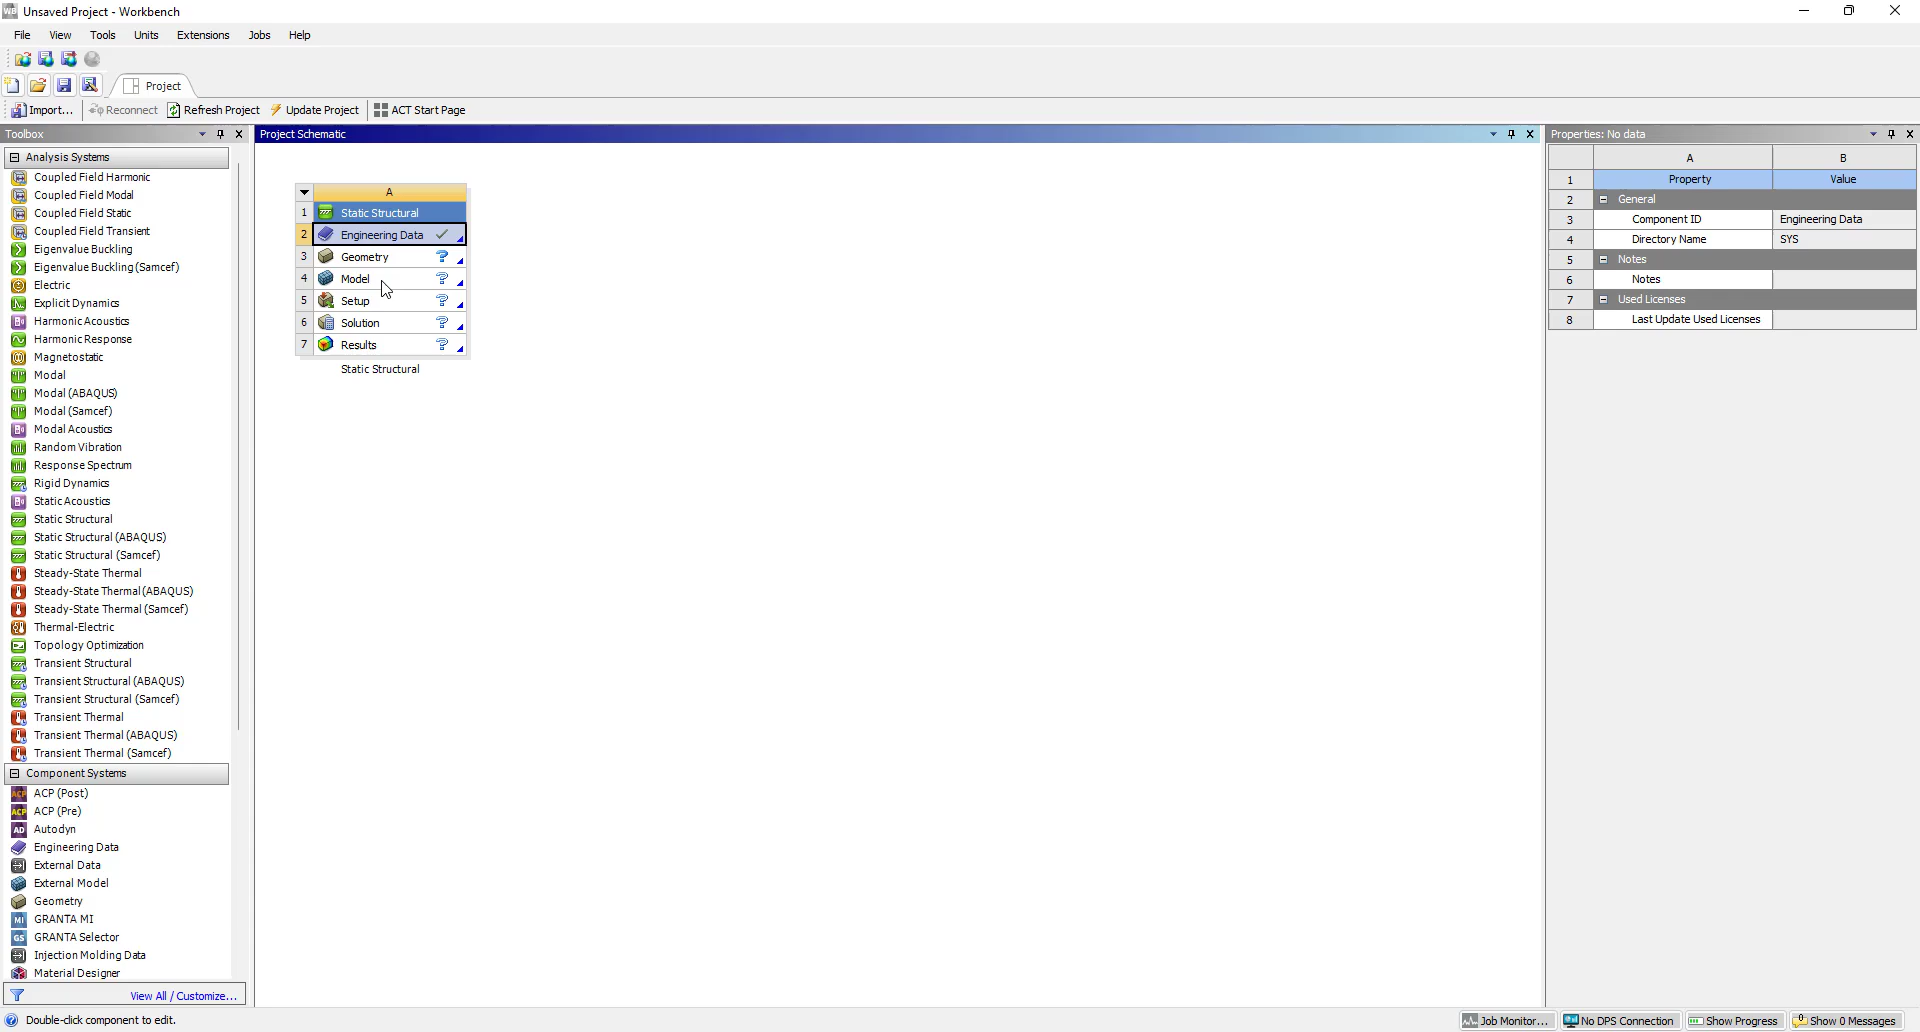 Unsaved Project - Workbench
File View Tools Units Extensions Jobs Help
Project
Import... Reconnect Refresh Project Update Project ACT Start Page
Toolbox
Analysis Systems
Coupled Field Harmonic
Coupled Field Modal
Coupled Field Static
Coupled Field Transient
Eigenvalue Buckling
Eigenvalue Buckling (Samcef)
Electric
Explicit Dynamics
Harmonic Acoustics
Harmonic Response
Magnetostatic
Modal
Modal (ABAQUS)
Modal (Samcef)
Modal Acoustics
Random Vibration
Response Spectrum
Rigid Dynamics
Static Acoustics
Static Structural
Static Structural (ABAQUS)
Static Structural (Samcef)
Steady-State Thermal
Steady-State Thermal (ABAQUS)
Steady-State Thermal (Samcef)
Thermal-Electric
Topology Optimization
Transient Structural
Transient Structural (ABAQUS)
Transient Structural (Samcef)
Transient Thermal
Transient Thermal (ABAQUS)
Transient Thermal (Samcef)
Component Systems
ACP (Post)
ACP (Pre)
Autodyn
Engineering Data
External Data
External Model
Geometry
GRANTA MI
GRANTA Selector
Injection Molding Data
Material Designer
View All / Customize...
Project Schematic
A
1 Static Structural
2 Engineering Data
3 Geometry ?
4 Model ?
5 Setup ?
6 Solution ?
7 Results ?
Static Structural
Properties: No data
A B
1 Property Value
2 General
3 Component ID Engineering Data
4 Directory Name SYS
5 Notes
6 Notes
7 Used Licenses
8 Last Update Used Licenses
Double-click component to edit.
Job Monitor... No DPS Connection Show Progress Show 0 Messages